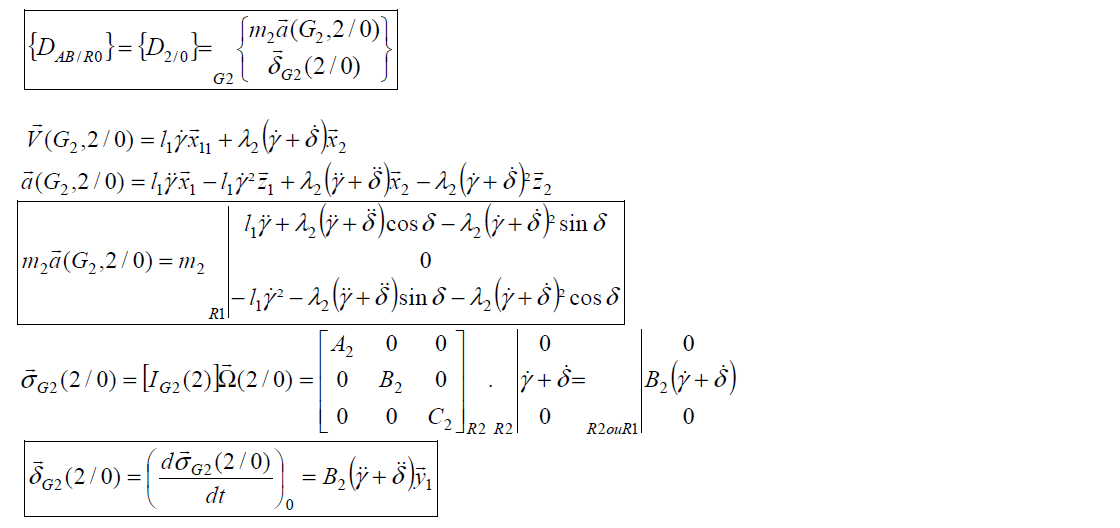 {D_{AB/R0}} = {D_{2/0}} = _{G2} { m₂a⃗(G₂,2/0) ; δ⃗_{G2}(2/0) }
V⃗(G₂,2/0) = l₁γ̇x⃗₁₁ + λ₂(γ̇ + δ̇)x⃗₂
a⃗(G₂,2/0) = l₁γ̈x⃗₁ − l₁γ̇²z⃗₁ + λ₂(γ̈ + δ̈)x⃗₂ − λ₂(γ̇ + δ̇)²z⃗₂
m₂a⃗(G₂,2/0) = m₂ _{R1} | l₁γ̈ + λ₂(γ̈ + δ̈)cos δ − λ₂(γ̇ + δ̇)² sin δ ; 0 ; − l₁γ̇² − λ₂(γ̈ + δ̈)sin δ − λ₂(γ̇ + δ̇)² cos δ
σ⃗_{G2}(2/0) = [I_{G2}(2)]Ω⃗(2/0) = [ A₂ 0 0 ; 0 B₂ 0 ; 0 0 C₂ ]_{R2} . _{R2} | 0 ; γ̇ + δ̇ ; 0 = _{R2ouR1} | 0 ; B₂(γ̇ + δ̇) ; 0
δ⃗_{G2}(2/0) = (dσ⃗_{G2}(2/0)/dt)₀ = B₂(γ̈ + δ̈)y⃗₁